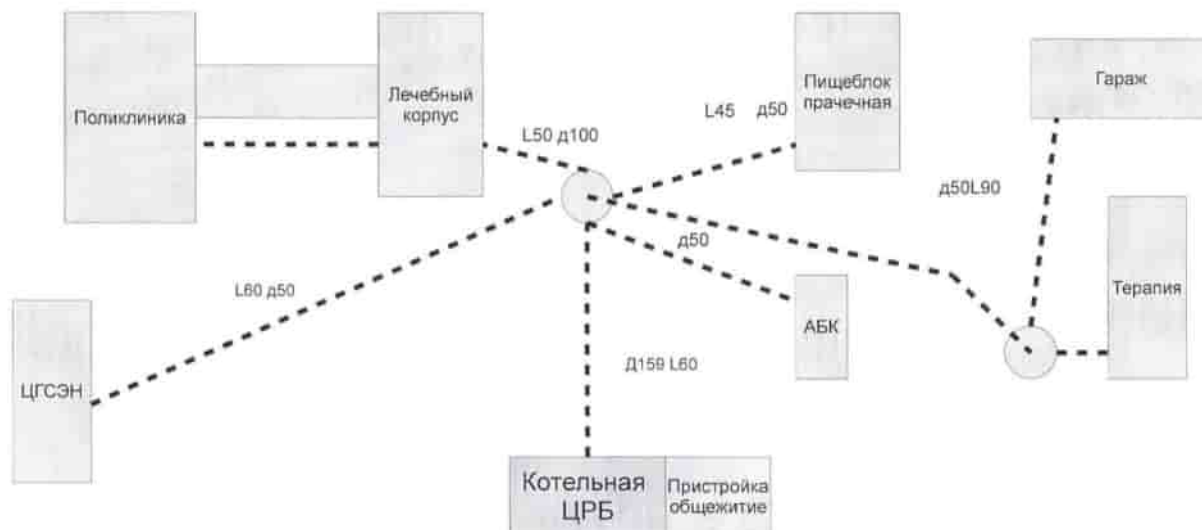 Поликлиника
Лечебный
корпус
L50 д100
L45 д50
Пищеблок
прачечная
Гараж
д50L90
д50
Терапия
АБК
L60 д50
ЦГСЭН
Д159 L60
Котельная
ЦРБ
Пристройка
общежитие